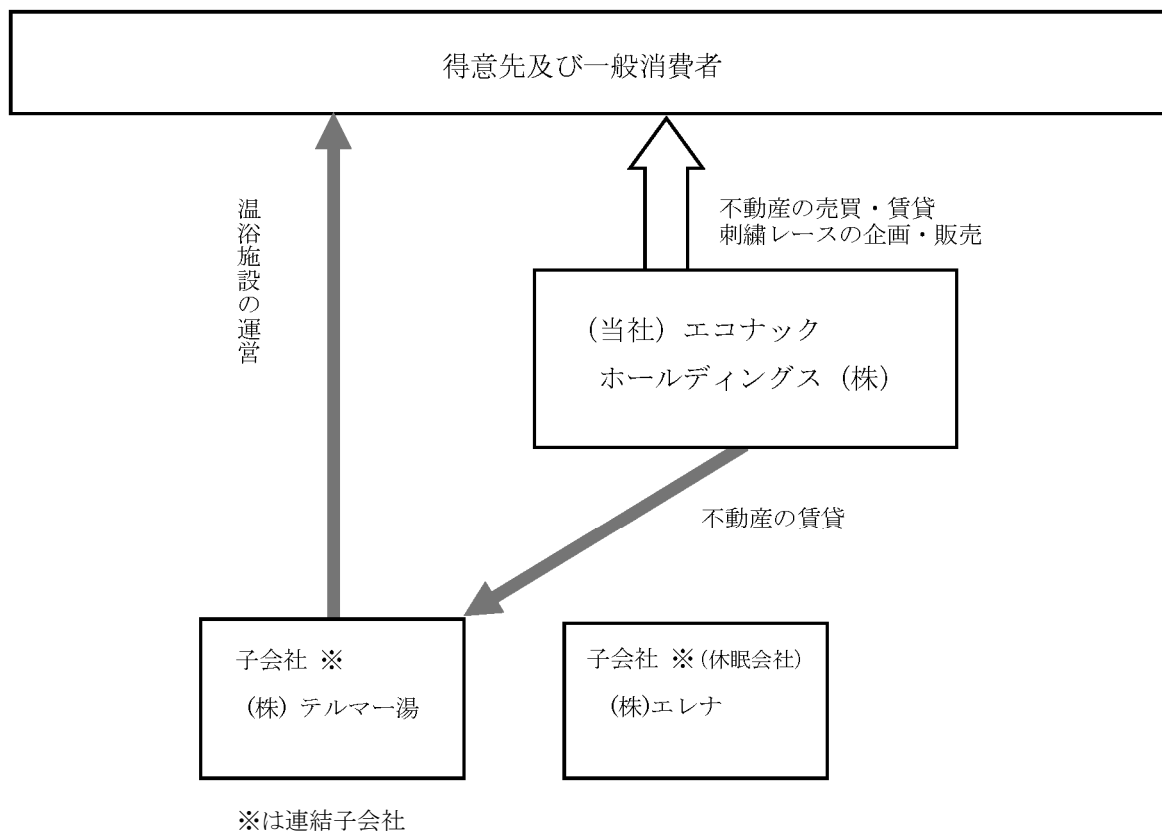 得意先及び一般消費者
温浴施設の運営
不動産の売買・賃貸
刺繍レースの企画・販売
(当社) エコナック
ホールディングス (株)
不動産の賃貸
子会社 ※
(株) テルマー湯
子会社 ※ (休眠会社)
(株)エレナ
※は連結子会社